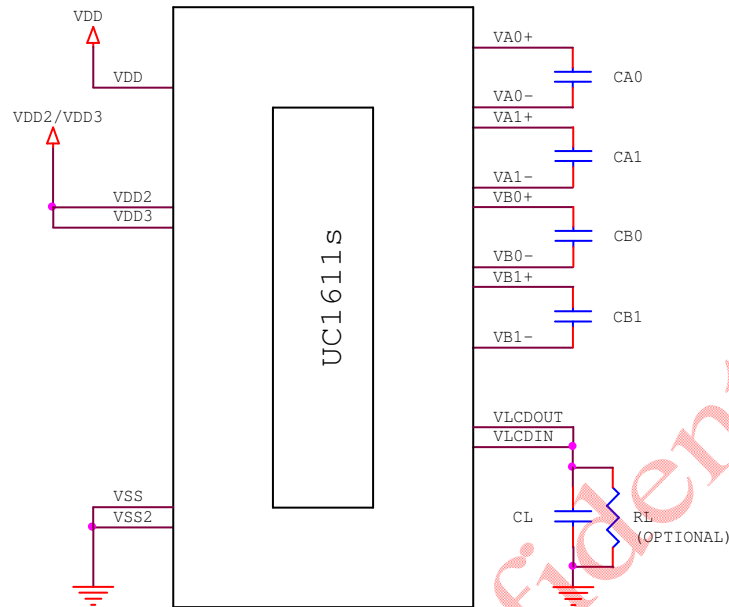 VDD
VDD
VDD2/VDD3
VDD2
VDD3
VSS
VSS2
UC1611s
VA0+
VA0-
CA0
VA1+
VA1-
CA1
VB0+
VB0-
CB0
VB1+
VB1-
CB1
VLCDOUT
VLCDIN
CL
RL
(OPTIONAL)